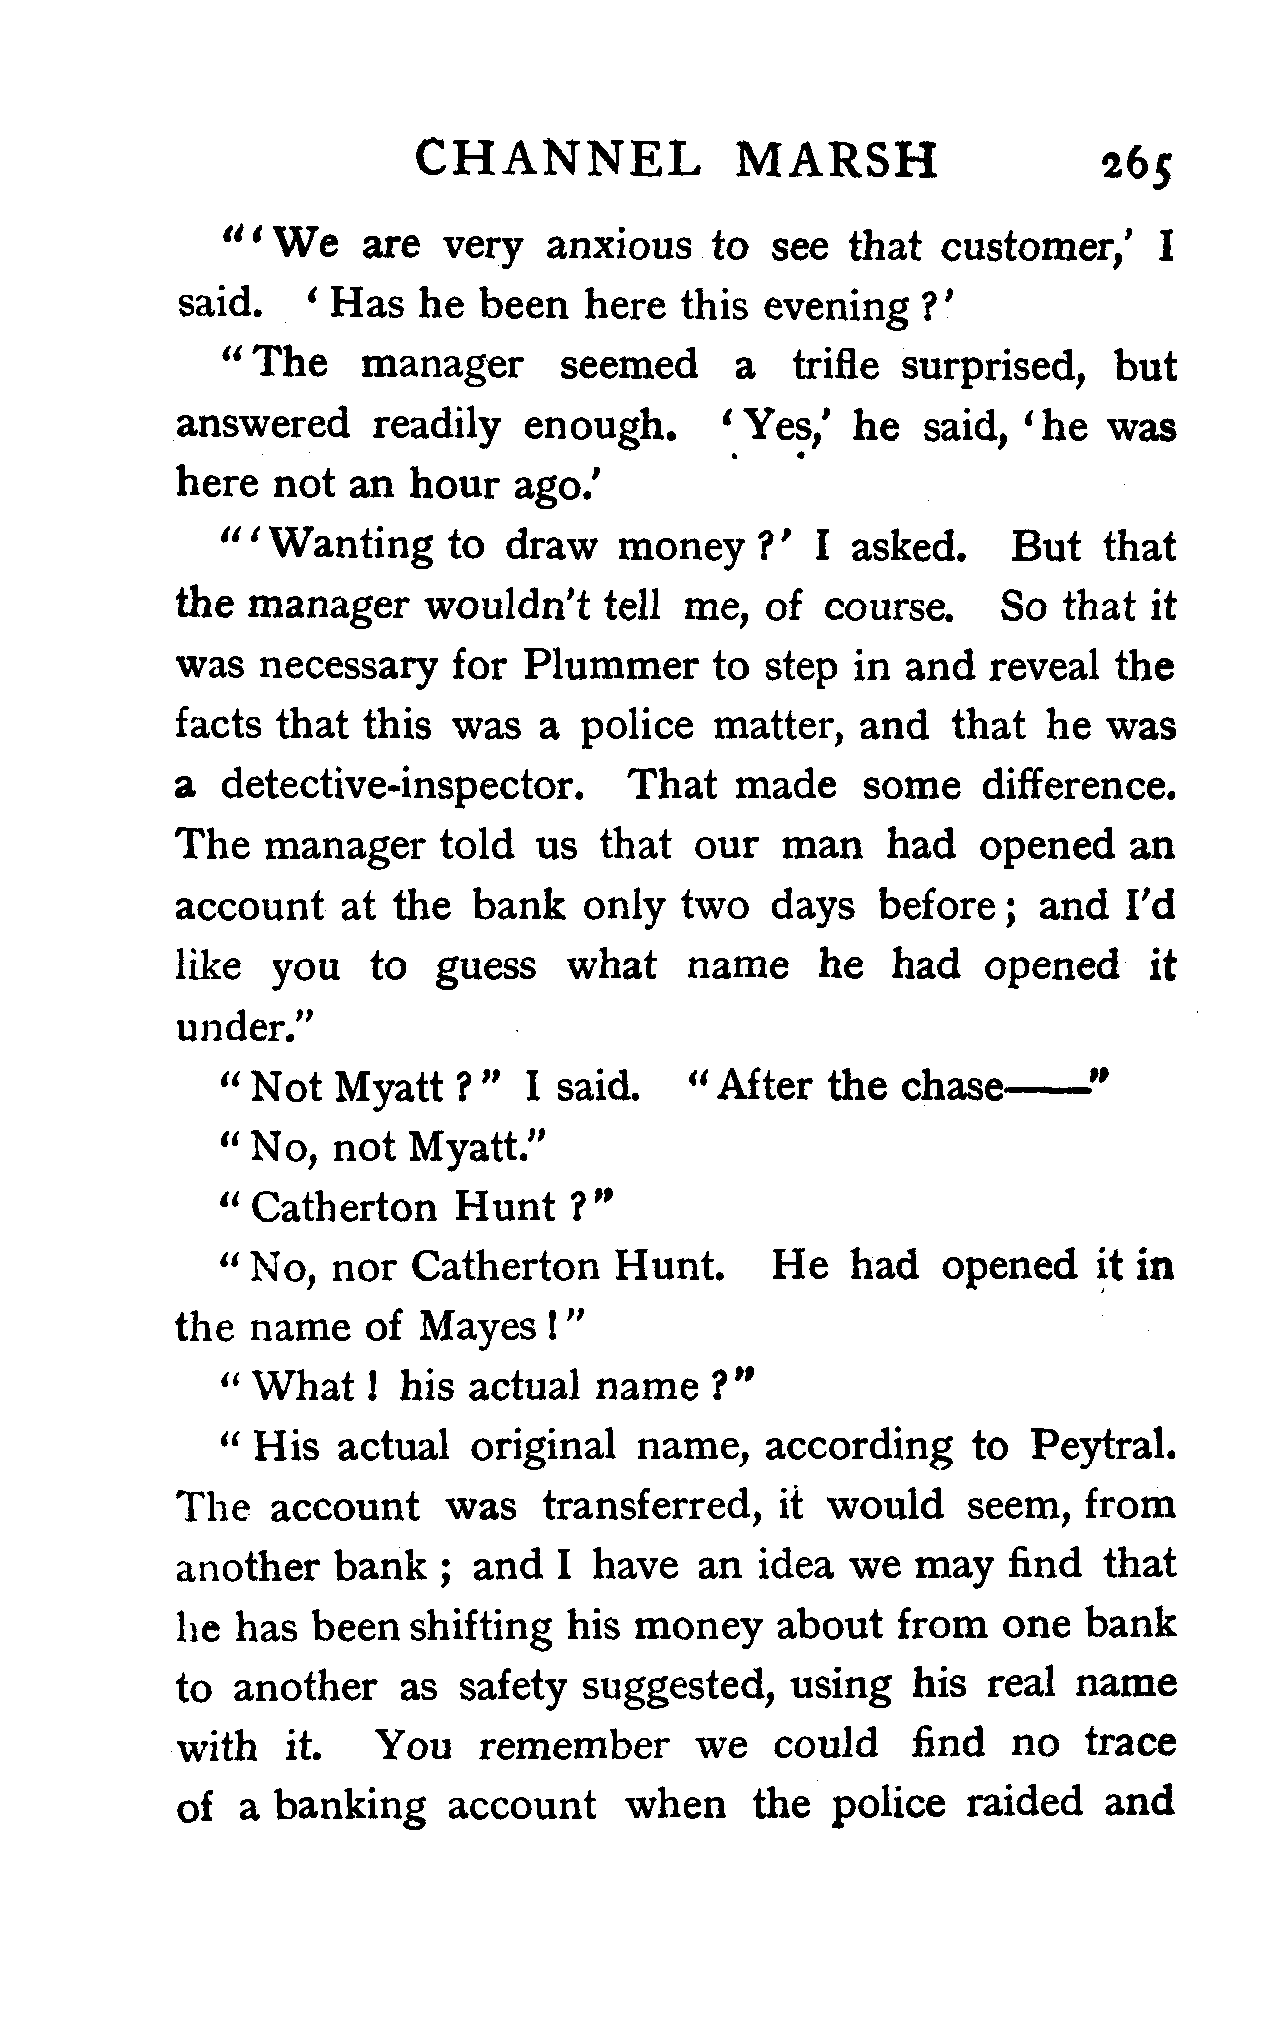 CHANNEL MARSH 265
"'We are very anxious to see that customer,' I
said. 'Has he been here this evening?'
"The manager seemed a trifle surprised, but
answered readily enough. 'Yes,' he said, 'he was
here not an hour ago.'
"'Wanting to draw money?' I asked. But that
the manager wouldn't tell me, of course. So that it
was necessary for Plummer to step in and reveal the
facts that this was a police matter, and that he was
a detective-inspector. That made some difference.
The manager told us that our man had opened an
account at the bank only two days before; and I'd
like you to guess what name he had opened it
under."
"Not Myatt?" I said. "After the chase——"
"No, not Myatt."
"Catherton Hunt?"
"No, nor Catherton Hunt. He had opened it in
the name of Mayes!"
"What! his actual name?"
"His actual original name, according to Peytral.
The account was transferred, it would seem, from
another bank; and I have an idea we may find that
he has been shifting his money about from one bank
to another as safety suggested, using his real name
with it. You remember we could find no trace
of a banking account when the police raided and